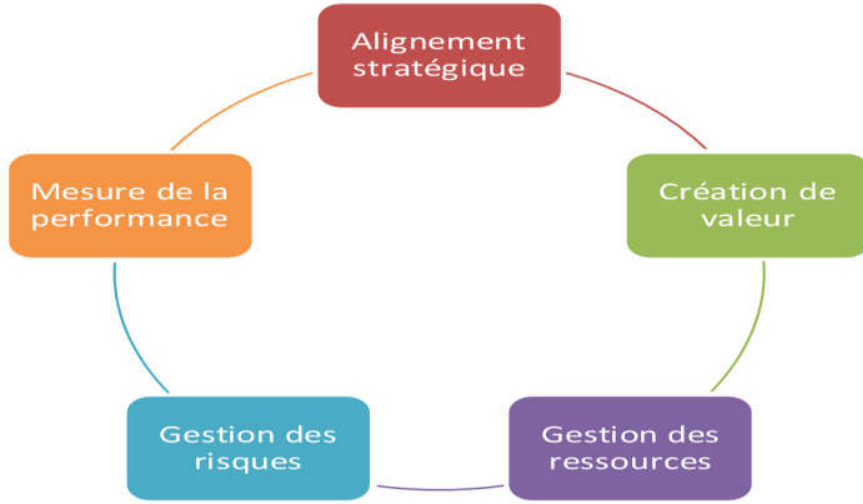 Alignement
stratégique
Création de
valeur
Gestion des
ressources
Gestion des
risques
Mesure de la
performance